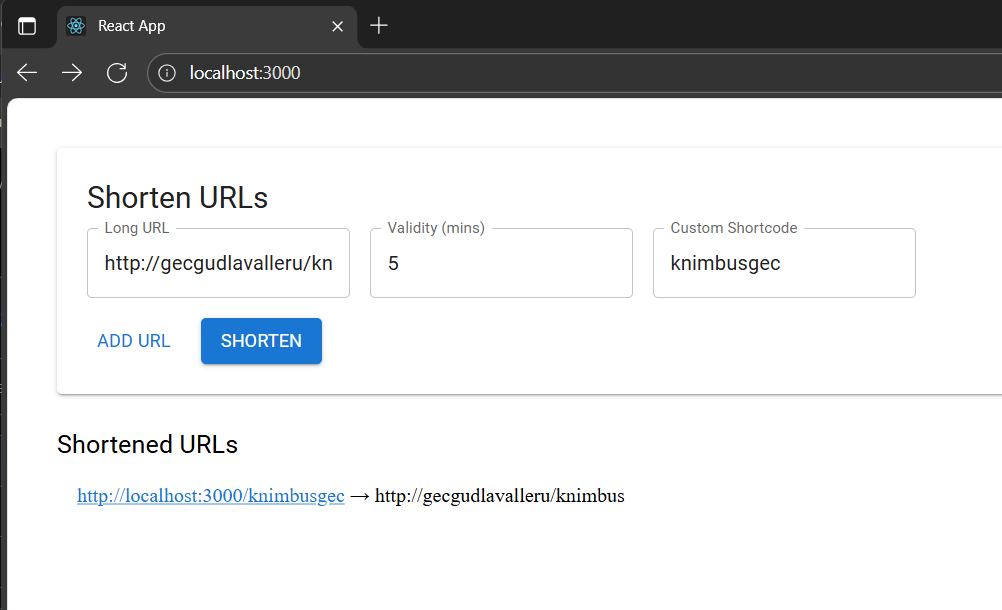 React App
localhost:3000
Shorten URLs
Long URL
Validity (mins)
Custom Shortcode
http://gecgudlavalleru/kn
5
knimbusgec
ADD URL
SHORTEN
Shortened URLs
http://localhost:3000/knimbusgec → http://gecgudlavalleru/knimbus